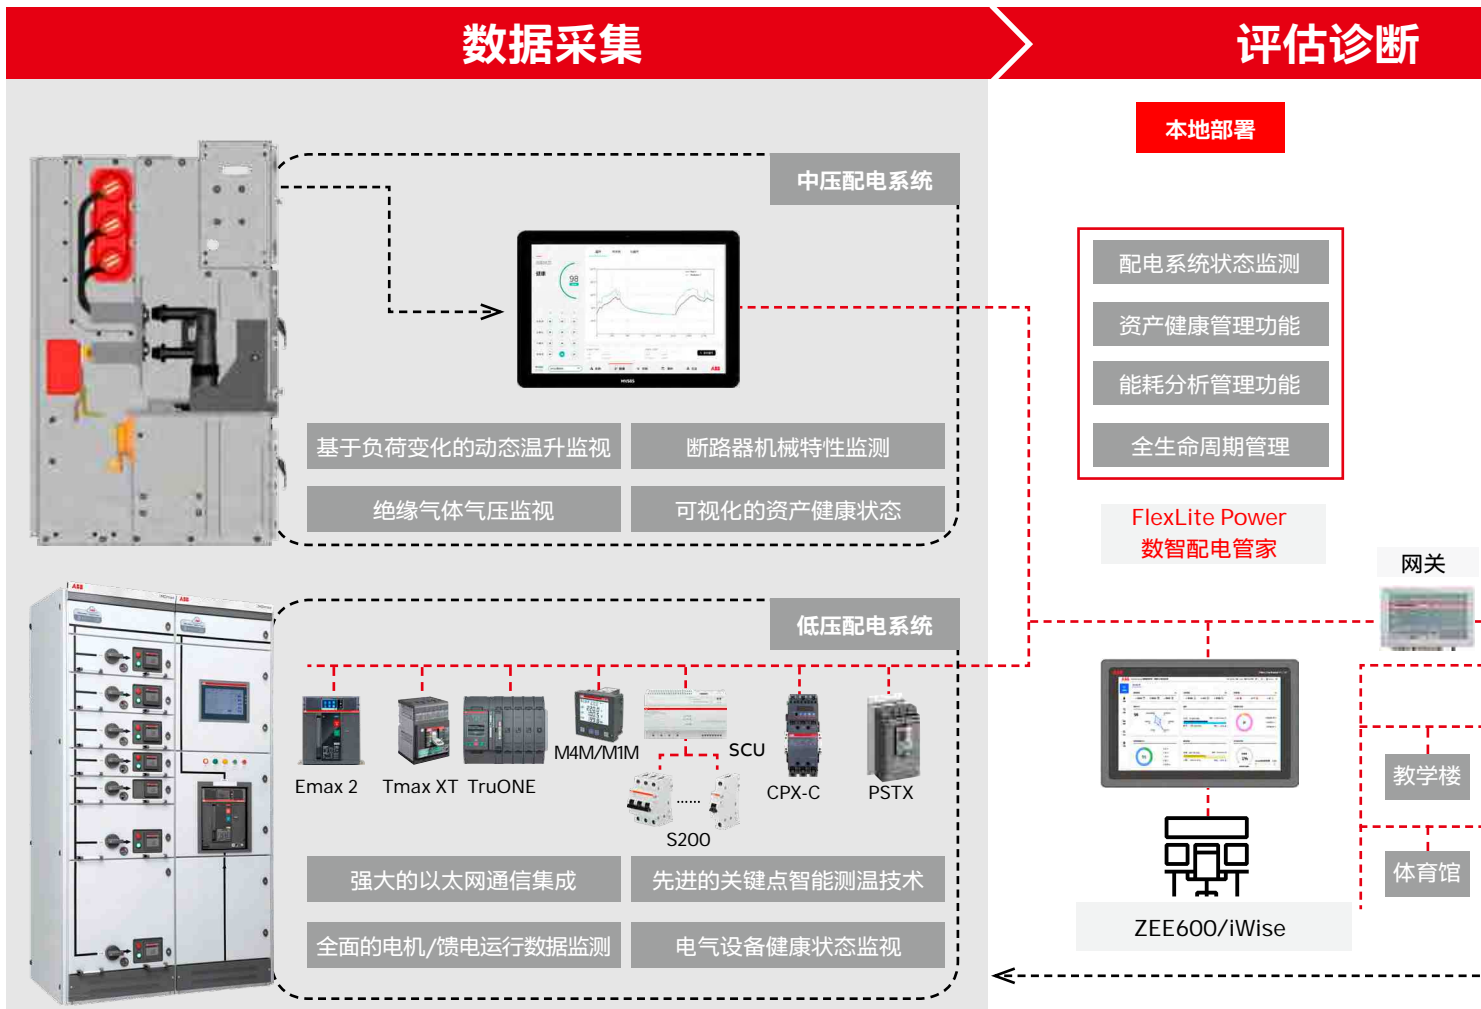 数据采集
评估诊断
本地部署
中压配电系统
配电系统状态监测
资产健康管理功能
能耗分析管理功能
全生命周期管理
98
ABB
基于负荷变化的动态温升监视
断路器机械特性监测
绝缘气体气压监视
可视化的资产健康状态
FlexLite Power
数智配电管家
网关
低压配电系统
ABB
ABB
Emax 2
Tmax XT
TruONE
M4M/M1M
SCU
......
S200
CPX-C
PSTX
ABB
教学楼
体育馆
强大的以太网通信集成
先进的关键点智能测温技术
全面的电机/馈电运行数据监测
电气设备健康状态监视
ZEE600/iWise